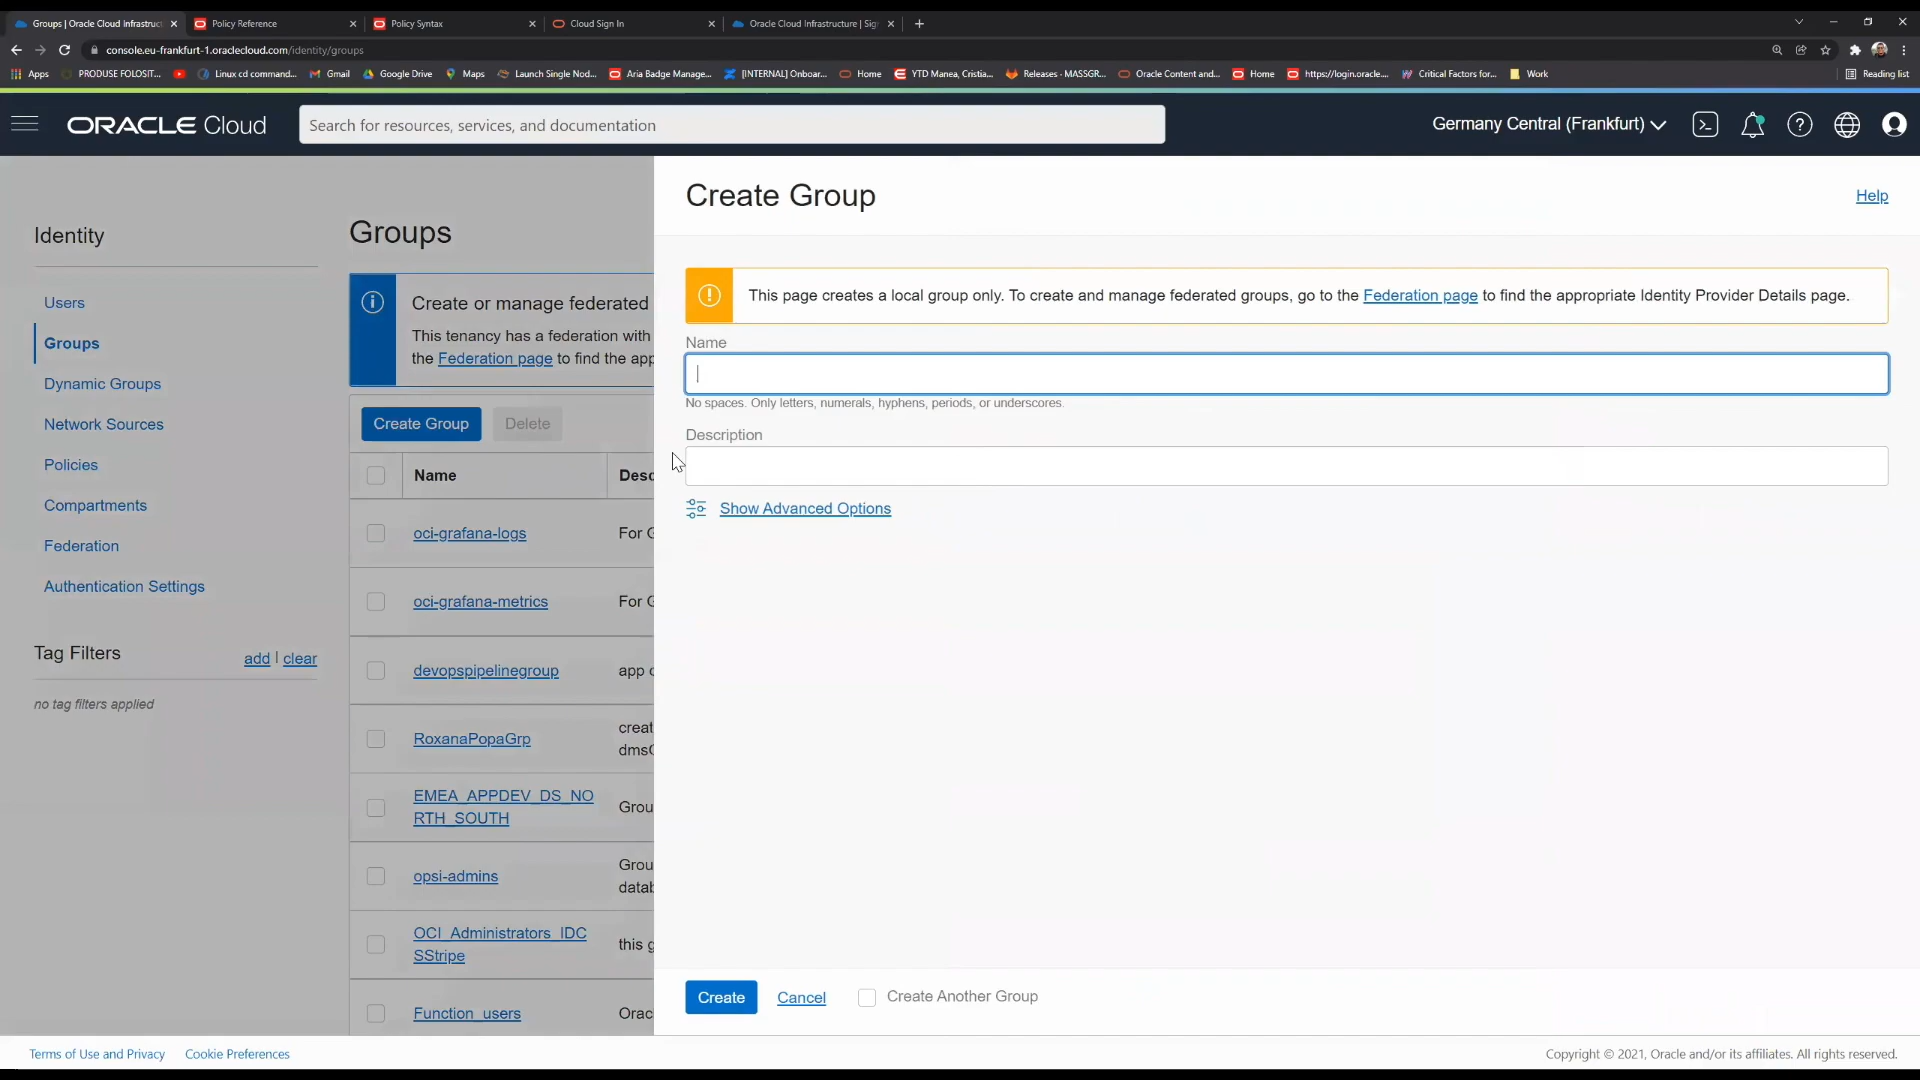 Groups | Oracle Cloud Infrastruct
Policy Reference
Policy Syntax
Cloud Sign In
Oracle Cloud Infrastructure | Sig
console.eu-frankfurt-1.oraclecloud.com/identity/groups
Apps
PRODUSE FOLOSIT...
Linux cd command...
Gmail
Google Drive
Maps
Launch Single Nod...
Aria Badge Manage...
[INTERNAL] Onboar...
Home
YTD Manea, Cristia...
Releases - MASSGR...
Oracle Content and...
Home
https://login.oracle....
Critical Factors for...
Work
Reading list
ORACLE Cloud
Search for resources, services, and documentation
Germany Central (Frankfurt)
Identity
Users
Groups
Dynamic Groups
Network Sources
Policies
Compartments
Federation
Authentication Settings
Tag Filters
add | clear
no tag filters applied
Groups
Create or manage federated
This tenancy has a federation with
the Federation page to find the app
Create Group
Delete
Name
Desc
oci-grafana-logs
For G
oci-grafana-metrics
For G
devopspipelinegroup
app c
RoxanaPopaGrp
creat
dmsC
EMEA_APPDEV_DS_NO
RTH_SOUTH
Grou
opsi-admins
Grou
datab
OCI_Administrators_IDC
SStripe
this g
Function_users
Orac
Create Group
Help
This page creates a local group only. To create and manage federated groups, go to the Federation page to find the appropriate Identity Provider Details page.
Name
No spaces. Only letters, numerals, hyphens, periods, or underscores.
Description
Show Advanced Options
Create
Cancel
Create Another Group
Terms of Use and Privacy
Cookie Preferences
Copyright © 2021, Oracle and/or its affiliates. All rights reserved.